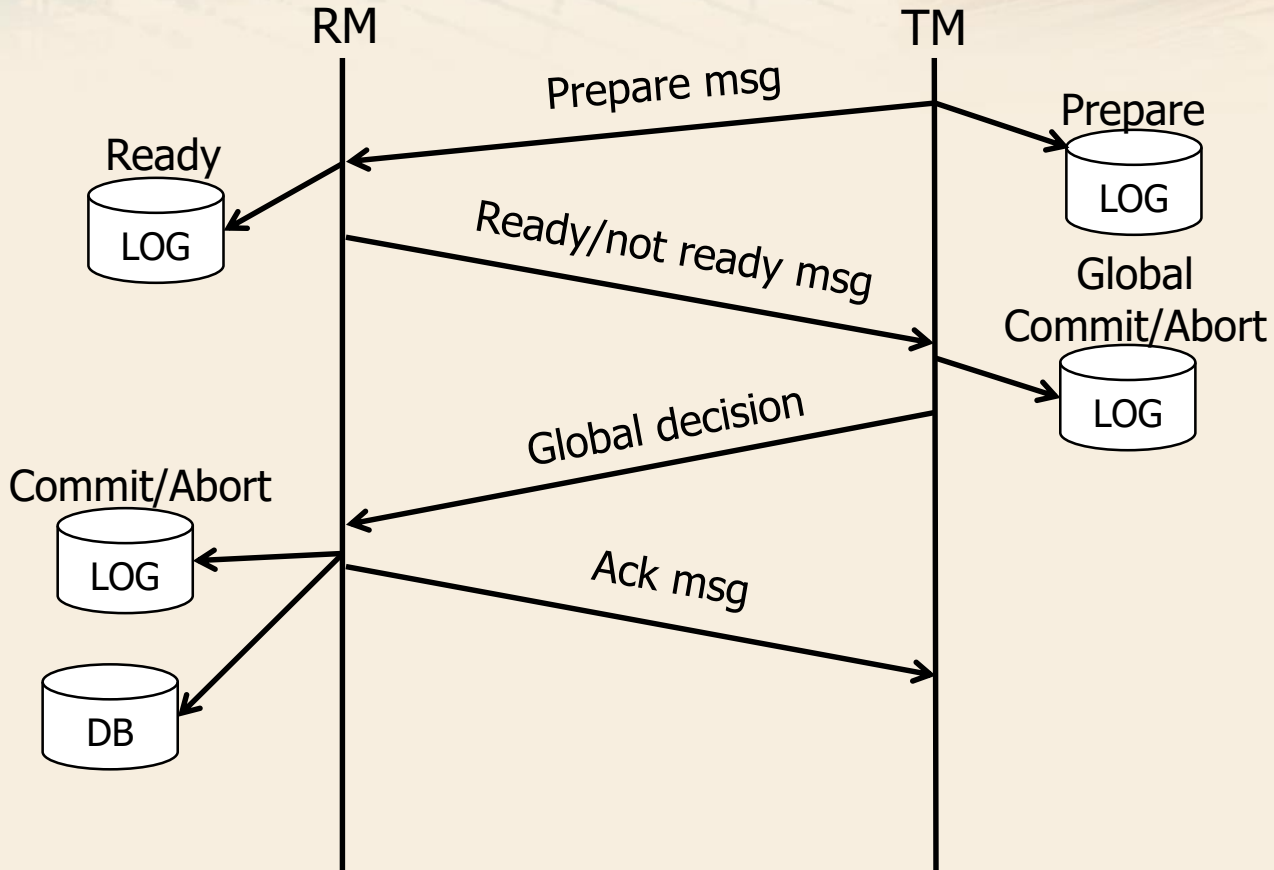 RM
TM
Prepare msg
Prepare
LOG
Ready
LOG
Ready/not ready msg
Global
Commit/Abort
LOG
Global decision
Commit/Abort
LOG
Ack msg
DB